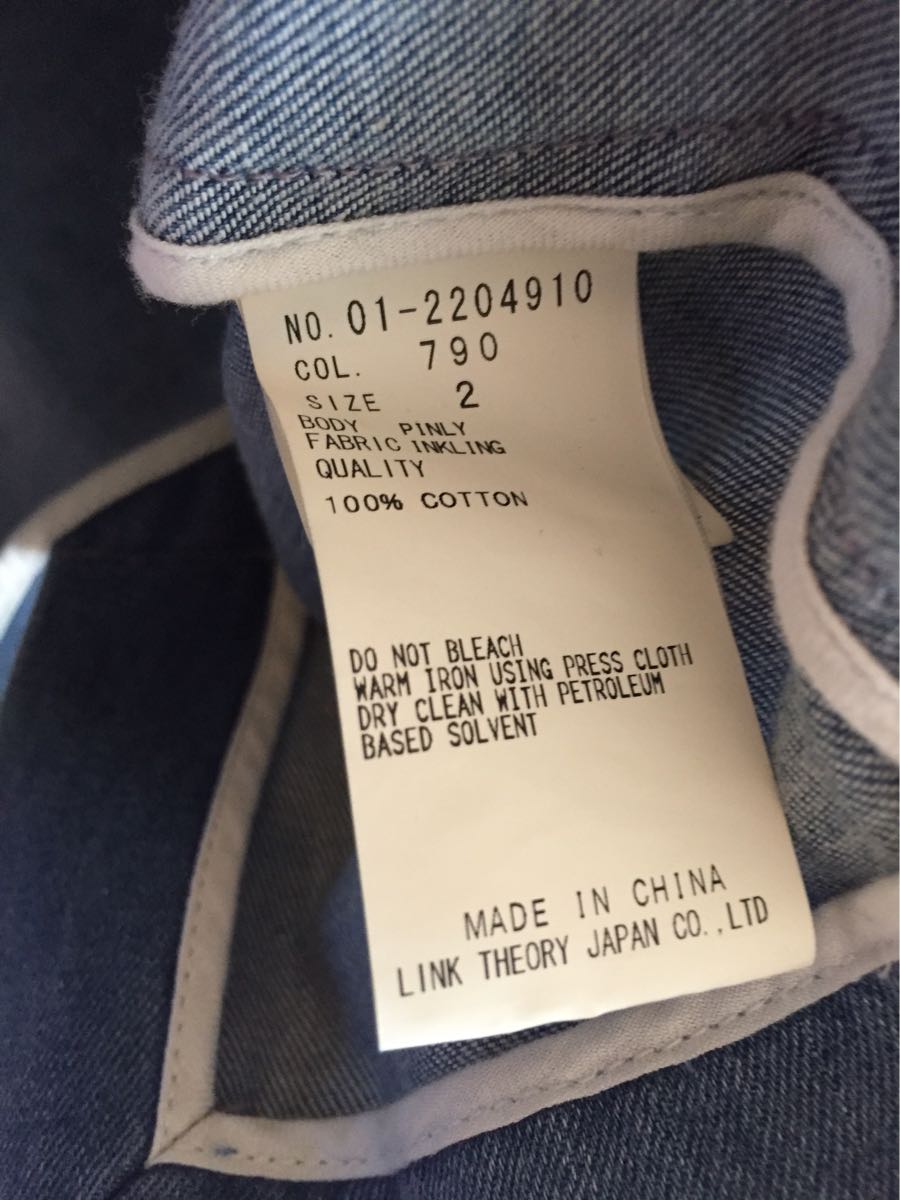 NO. 01-2204910
COL. 790
SIZE 2
BODY PINLY
FABRIC INKLING
QUALITY
100% COTTON
DO NOT BLEACH
WARM IRON USING PRESS CLOTH
DRY CLEAN WITH PETROLEUM
BASED SOLVENT
MADE IN CHINA
LINK THEORY JAPAN CO.,LTD